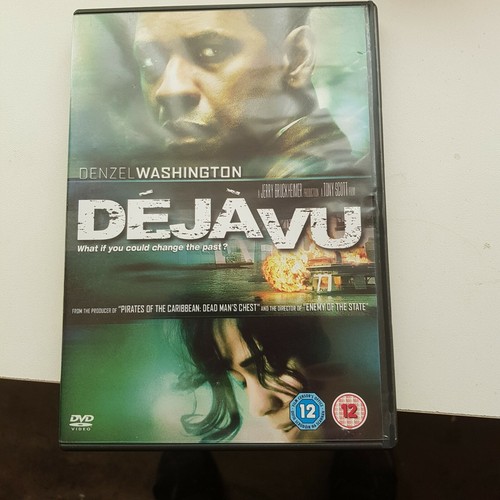 DENZEL WASHINGTON
A JERRY BRUCKHEIMER PRODUCTION A TONY SCOTT FILM
DÉJÀ VU
What if you could change the past?
FROM THE PRODUCER OF "PIRATES OF THE CARIBBEAN: DEAD MAN'S CHEST" AND THE DIRECTOR OF "ENEMY OF THE STATE"
DVD
VIDEO
12
12